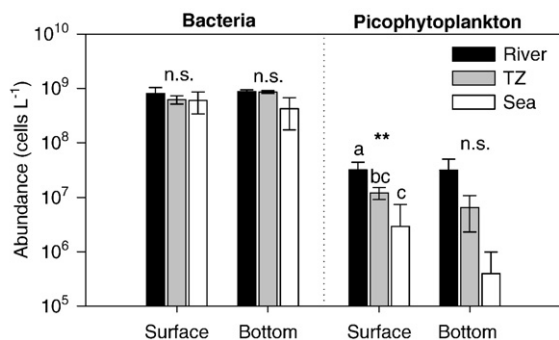 Bacteria Picophytoplankton
10¹⁰
10⁹
10⁸
10⁷
10⁶
10⁵
Abundance (cells L⁻¹)
n.s. n.s.
River
TZ
Sea
**
a bc c
n.s.
Surface Bottom Surface Bottom